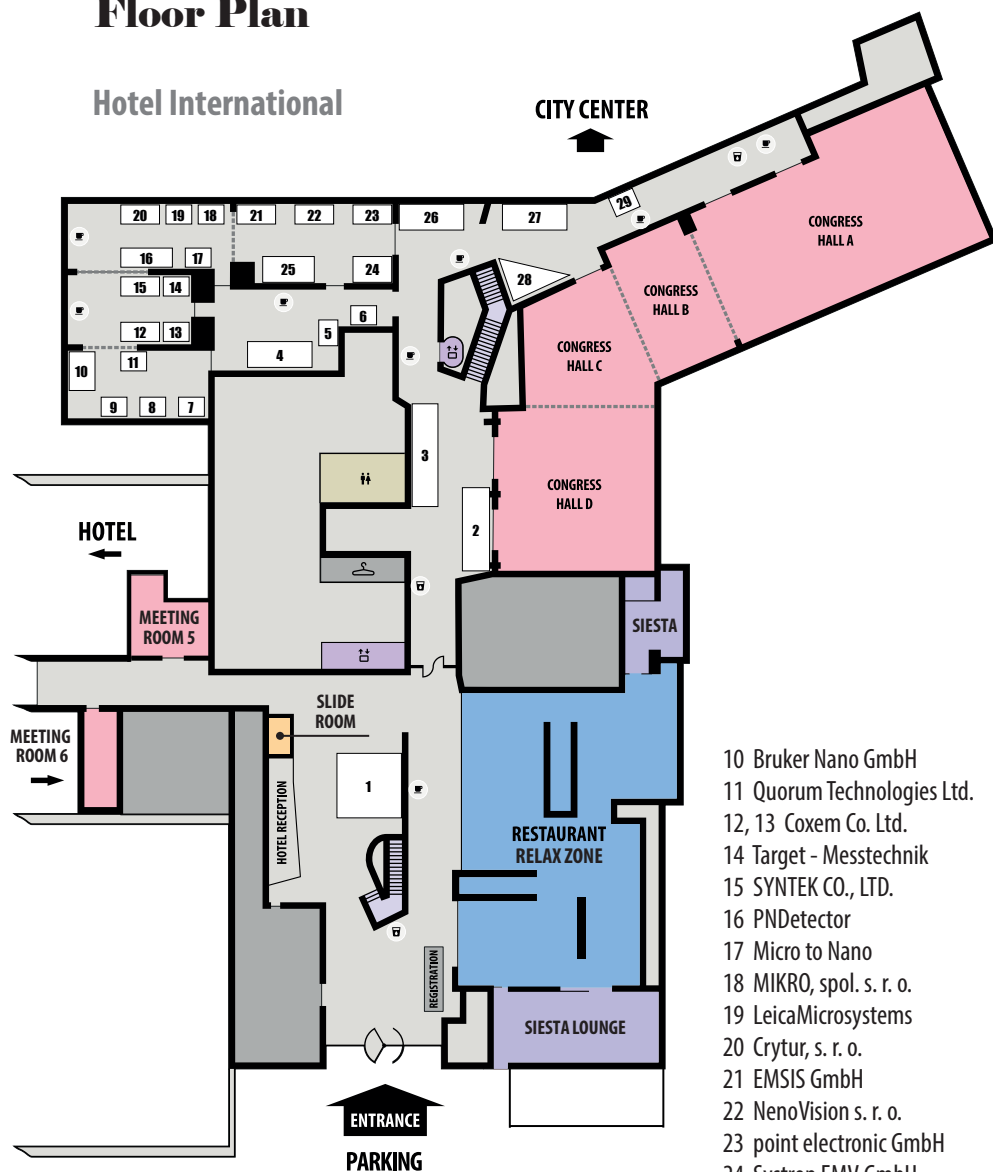 Floor Plan
Hotel International
CITY CENTER
29
20 19 18 21 22 23 26 27
CONGRESS
HALL A
16 17 25 24 28
15 14
CONGRESS
HALL B
6
5
12 13
4
CONGRESS
HALL C
11
10
9 8 7
3
CONGRESS
HALL D
2
HOTEL
MEETING
ROOM 5
SIESTA
SLIDE
ROOM
MEETING
ROOM 6
1
HOTEL RECEPTION
RESTAURANT
RELAX ZONE
REGISTRATION
SIESTA LOUNGE
ENTRANCE
PARKING
10 Bruker Nano GmbH
11 Quorum Technologies Ltd.
12, 13 Coxem Co. Ltd.
14 Target - Messtechnik
15 SYNTEK CO., LTD.
16 PNDetector
17 Micro to Nano
18 MIKRO, spol. s. r. o.
19 LeicaMicrosystems
20 Crytur, s. r. o.
21 EMSIS GmbH
22 NenoVision s. r. o.
23 point electronic GmbH
24 Systron EMV GmbH